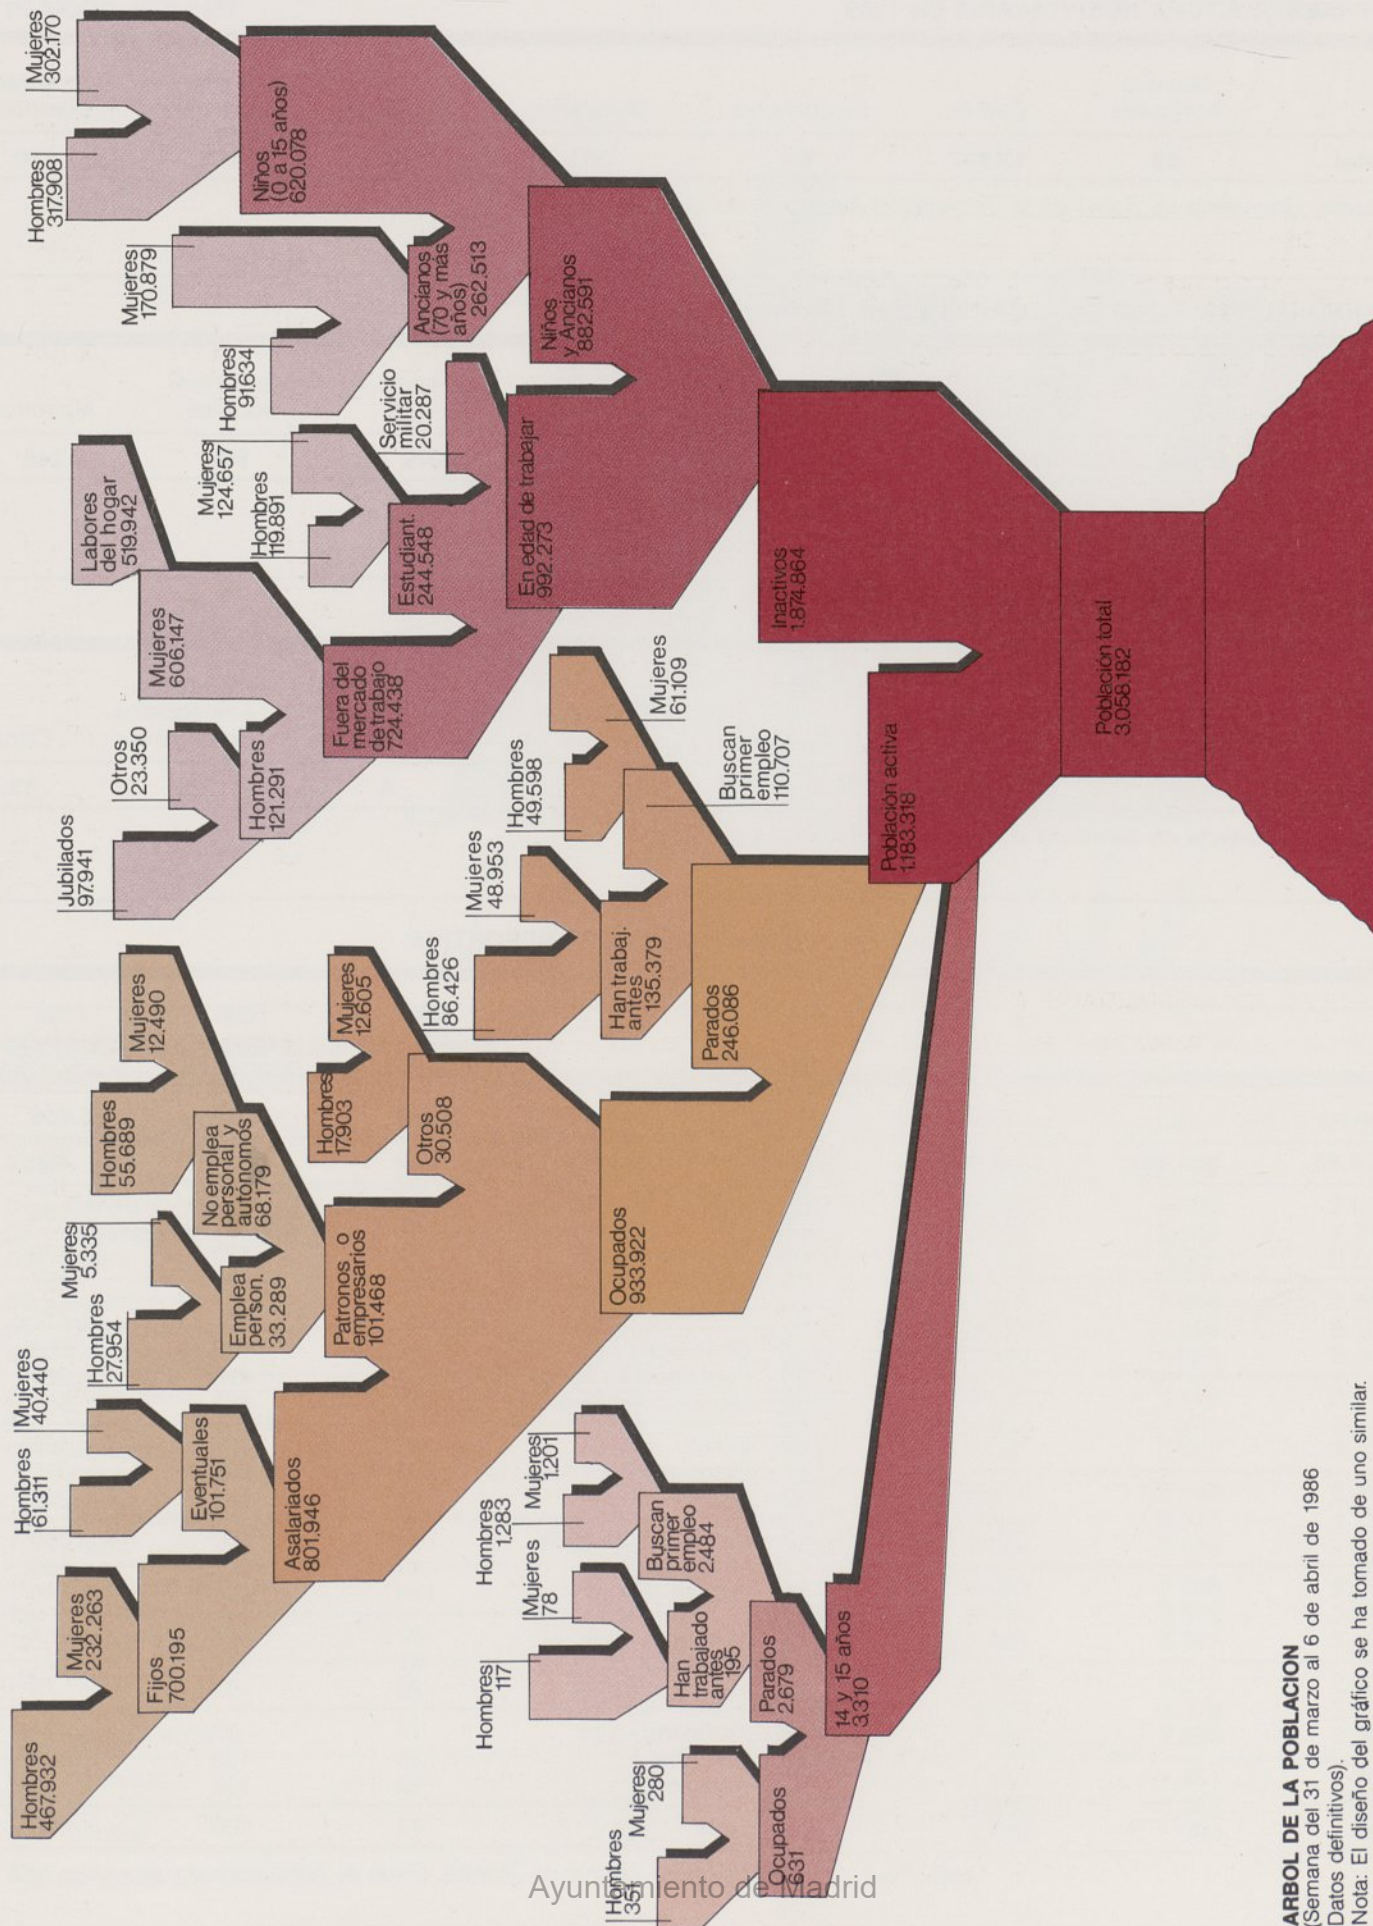 Hombres
467.932
Mujeres
232.263
Fijos
700.195
Hombres
61.311
Mujeres
40.440
Eventuales
101.751
Asalariados
801.946
Hombres
27.954
Mujeres
5.335
Emplea
person.
33.289
Hombres
55.689
Mujeres
12.490
No emplea
personal y
autónomos
68.179
Patronos o
empresarios
101.468
Hombres
17.903
Mujeres
12.605
Otros
30.508
Ocupados
933.922
Hombres
86.426
Mujeres
48.953
Han trabaj.
antes
135.379
Hombres
49.598
Mujeres
61.109
Buscan
primer
empleo
110.707
Parados
246.086
Población activa
1.183.318
Hombres
351
Mujeres
280
Ocupados
631
Hombres
117
Mujeres
78
Han
trabajado
antes
195
Hombres
1.283
Mujeres
1.201
Buscan
primer
empleo
2.484
Parados
2.679
14 y 15 años
3.310
Jubilados
97.941
Otros
23.350
Hombres
121.291
Labores
del hogar
519.942
Mujeres
606.147
Fuera del
mercado
de trabajo
724.438
Hombres
119.891
Mujeres
124.657
Estudiant.
244.548
Servicio
militar
20.287
En edad de trabajar
992.273
Hombres
91.634
Mujeres
170.879
Ancianos
(70 y más
años)
262.513
Hombres
317.908
Mujeres
302.170
Niños
(0 a 15 años)
620.078
Niños
y Ancianos
882.591
Inactivos
1.874.864
Población total
3.058.182
ARBOL DE LA POBLACION
(Semana del 31 de marzo al 6 de abril de 1986
Datos definitivos).
Nota: El diseño del gráfico se ha tomado de uno similar.
Ayuntamiento de Madrid